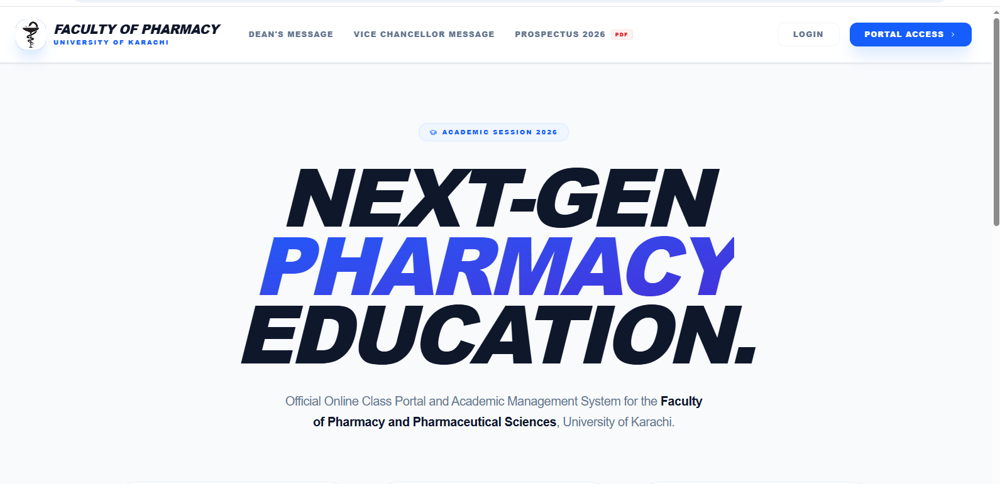 FACULTY OF PHARMACY
UNIVERSITY OF KARACHI
DEAN'S MESSAGE
VICE CHANCELLOR MESSAGE
PROSPECTUS 2026 PDF
LOGIN
PORTAL ACCESS
ACADEMIC SESSION 2026
NEXT-GEN
PHARMACY
EDUCATION.
Official Online Class Portal and Academic Management System for the Faculty
of Pharmacy and Pharmaceutical Sciences, University of Karachi.